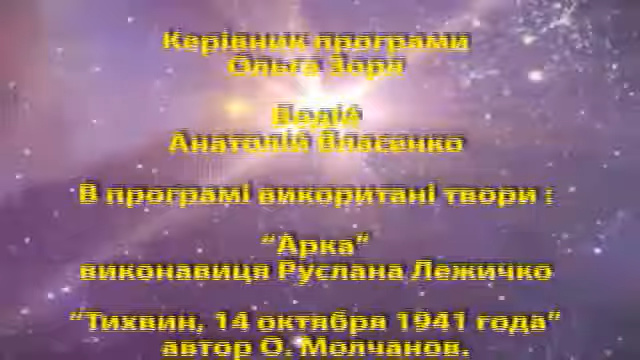 Керівник програми
Ольга Зоря
Водій
Анатолій Власенко
В програмі викоритані твори :
“Арка”
виконавиця Руслана Лежичко
“Тихвин, 14 октября 1941 года”
автор О. Молчанов.